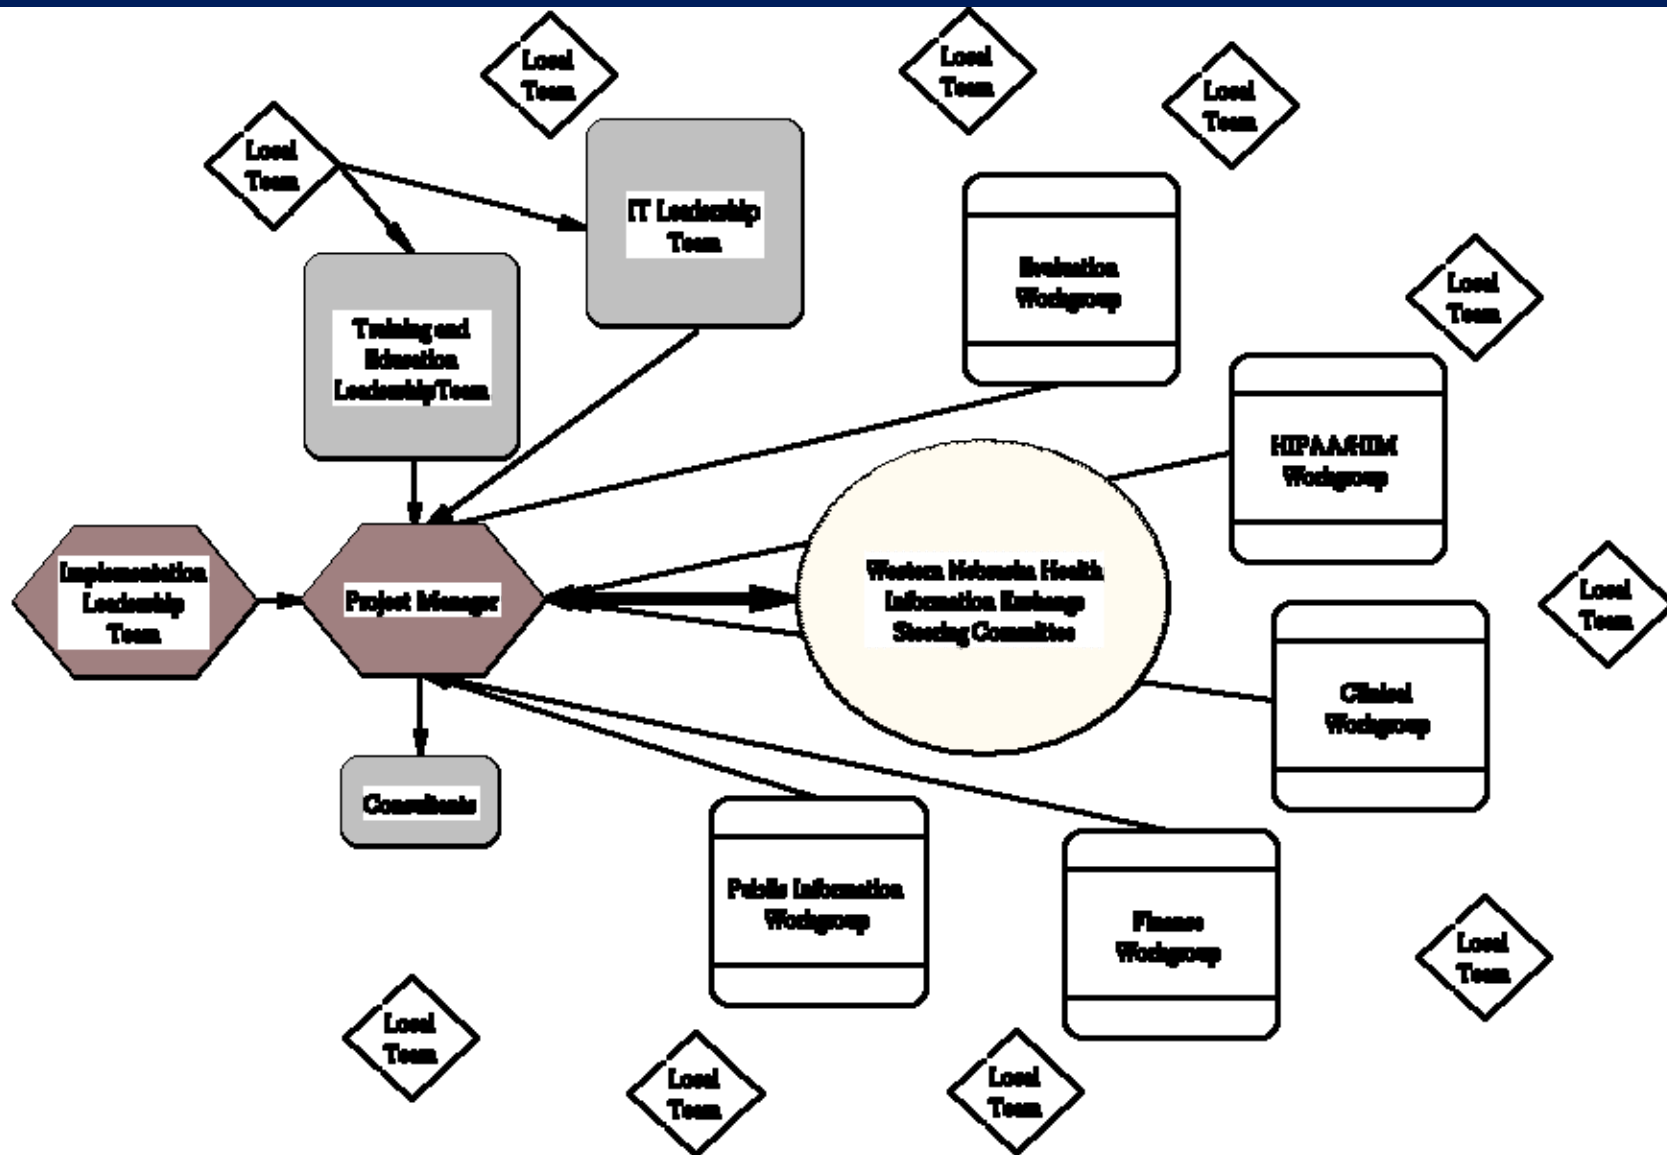 Local
Team
Local
Team
Local
Team
Local
Team
IT Leadership
Team
Evaluation
Workgroup
Local
Team
Training and
Education
Leadership Team
HIPAA/HIM
Workgroup
Implementation
Leadership
Team
Project Manager
Western Nebraska Health
Information Exchange
Steering Committee
Local
Team
Clinical
Workgroup
Consultants
Public Information
Workgroup
Finance
Workgroup
Local
Team
Local
Team
Local
Team
Local
Team